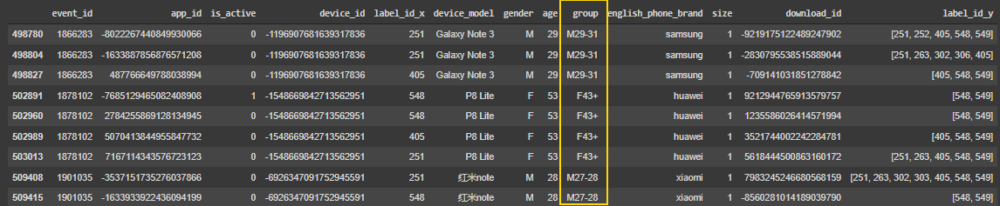 event_id app_id is_active device_id label_id_x device_model gender age group english_phone_brand size download_id label_id_y
498780 1866283 -8022267440849930066 0 -1196907681639317836 251 Galaxy Note 3 M 29 M29-31 samsung 1 -9219175122489247902 [251, 252, 405, 548, 549]
498804 1866283 -1633887856876571208 0 -1196907681639317836 251 Galaxy Note 3 M 29 M29-31 samsung 1 -2830795538515889044 [251, 263, 302, 306, 405]
498827 1866283 487766649788038994 0 -1196907681639317836 405 Galaxy Note 3 M 29 M29-31 samsung 1 -709141031851278842 [405, 548, 549]
502891 1878102 -7685129465082408908 1 -1548669842713562951 548 P8 Lite F 53 F43+ huawei 1 9212944765913579757 [548, 549]
502960 1878102 2784255869128134945 0 -1548669842713562951 548 P8 Lite F 53 F43+ huawei 1 1235586026414571994 [548, 549]
502989 1878102 5070413844955847732 0 -1548669842713562951 405 P8 Lite F 53 F43+ huawei 1 3521744002242284781 [405, 548, 549]
503013 1878102 7167114343576723123 0 -1548669842713562951 251 P8 Lite F 53 F43+ huawei 1 5618444500863160172 [251, 263, 405, 548, 549]
509408 1901035 -3537151735276037866 0 -6926347091752945591 251 红米note M 28 M27-28 xiaomi 1 7983245246680568159 [251, 263, 302, 303, 405, 548, 549]
509415 1901035 -1633933922436094199 0 -6926347091752945591 251 红米note M 28 M27-28 xiaomi 1 -8560281014189039790 [548, 549]